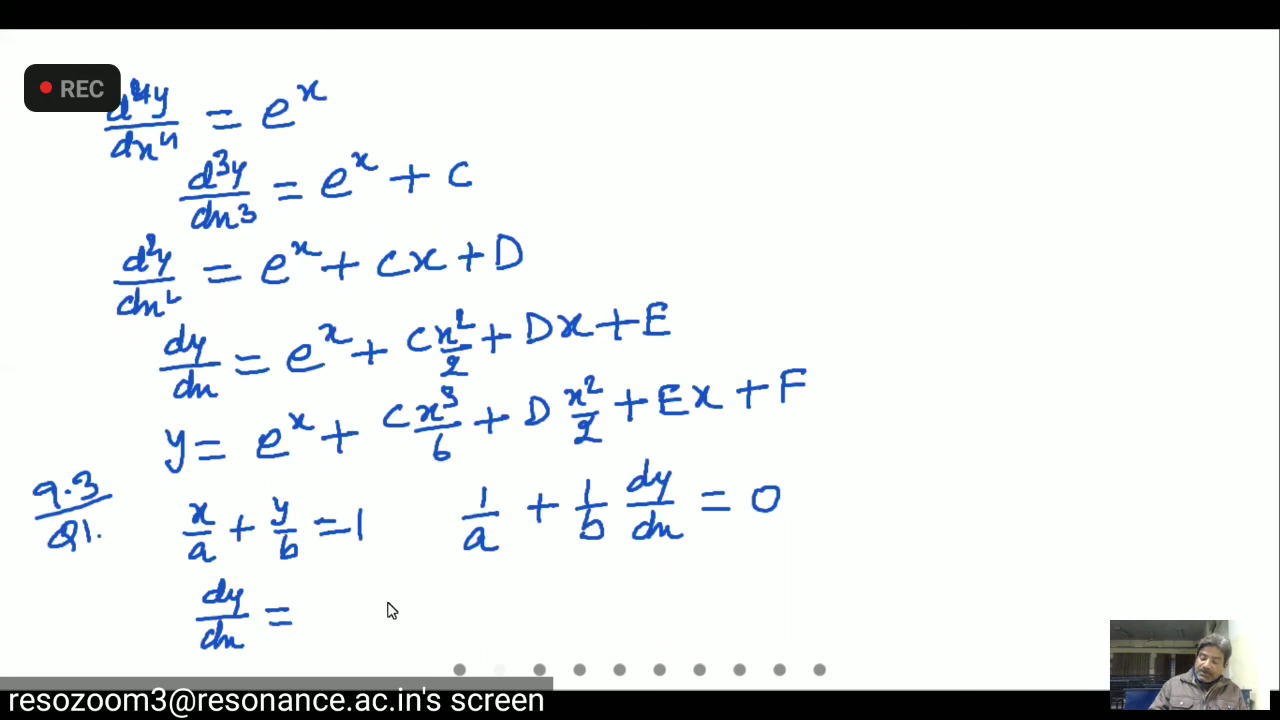 REC
d⁴y/dx⁴ = eˣ
d³y/dx³ = eˣ + C
d²y/dx² = eˣ + Cx + D
dy/dx = eˣ + Cx²/2 + Dx + E
y = eˣ + Cx³/6 + D x²/2 + Ex + F
9.3/Q1. x/a + y/b = 1 1/a + 1/b dy/dx = 0
dy/dx =
resozoom3@resonance.ac.in's screen